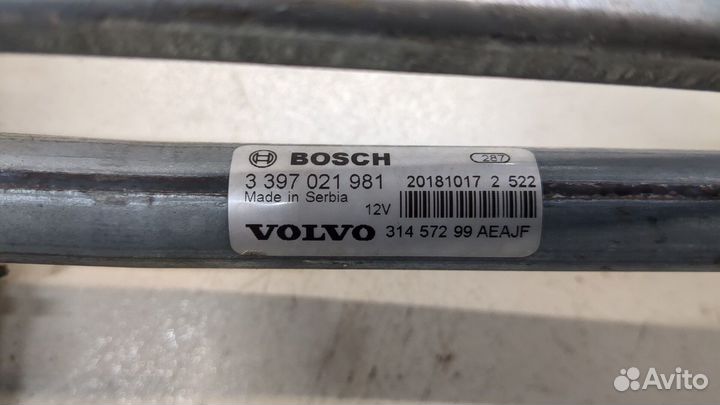 BOSCH 287
3 397 021 981 20181017 2 522
Made in Serbia
12V
VOLVO 314 572 99 AEAJF
Avito